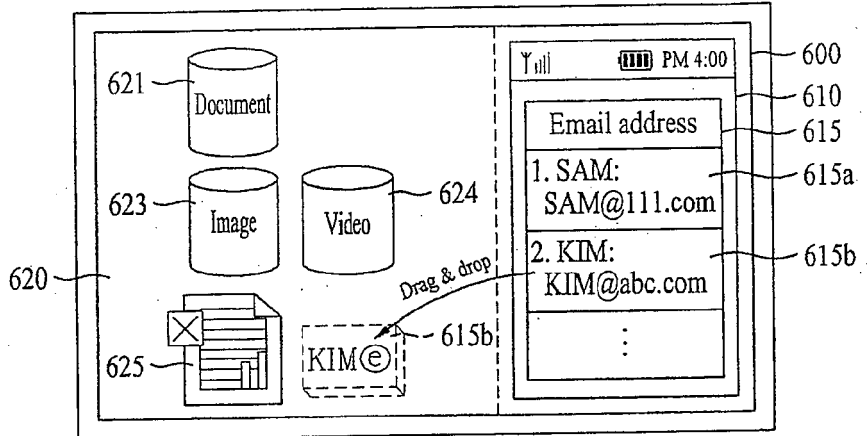 621
Document
623
Image
Video
624
620
625
KIMⓔ
615b
Drag & drop
PM 4:00
600
610
Email address
615
1. SAM:
SAM@111.com
615a
2. KIM:
KIM@abc.com
615b
⋮